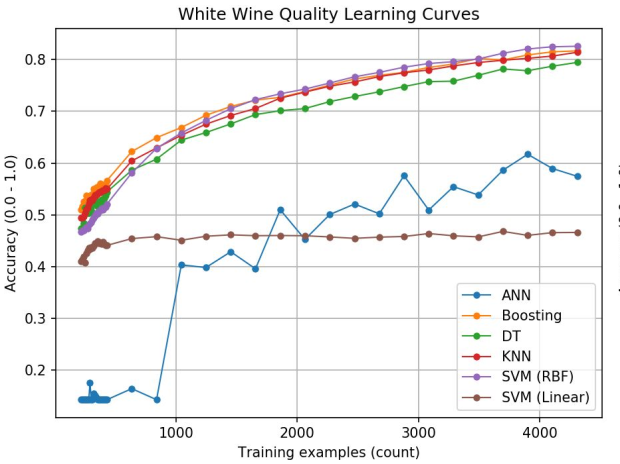 White Wine Quality Learning Curves
Accuracy (0.0 - 1.0)
0.8
0.7
0.6
0.5
0.4
0.3
0.2
ANN
Boosting
DT
KNN
SVM (RBF)
SVM (Linear)
1000 2000 3000 4000
Training examples (count)